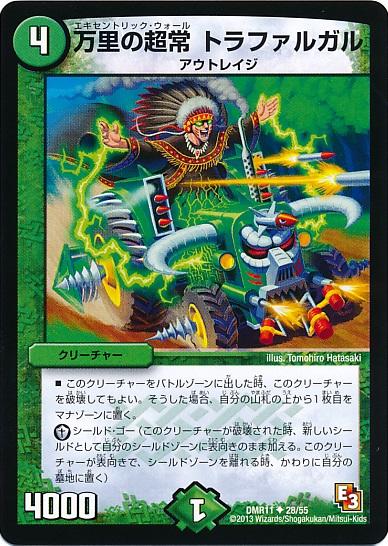 4
エキセントリック・ウォール
万里の超常 トラファルガル
アウトレイジ
クリーチャー
illus. Tomohiro Hatasaki
■ このクリーチャーをバトルゾーンに出した時、このクリーチャー
を破壊してもよい。そうした場合、自分の山札の上から1枚目を
マナゾーンに置く。
シールド・ゴー(このクリーチャーが破壊された時、新しいシー
ルドとして自分のシールドゾーンに表向きのまま加える。このクリー
チャーが表向きで、シールドゾーンを離れる時、かわりに自分の
墓地に置く)
4000
1
DMR11 ◆ 28/55
©2013 Wizards/Shogakukan/Mitsui-Kids
E3